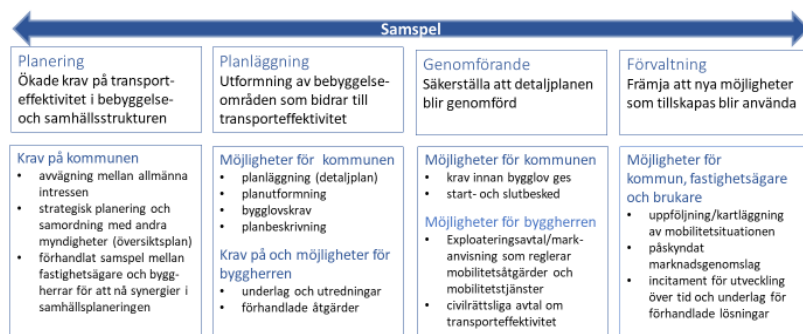 Samspel
Planering
Ökade krav på transport-
effektivitet i bebyggelse-
och samhällsstrukturen
Planläggning
Utformning av bebyggelse-
områden som bidrar till
transporteffektivitet
Genomförande
Säkerställa att detaljplanen
blir genomförd
Förvaltning
Främja att nya möjligheter
som tillskapas blir använda
Krav på kommunen
• avvägning mellan allmänna
intressen
• strategisk planering och
samordning med andra
myndigheter (översiktsplan)
• förhandlat samspel mellan
fastighetsägare och bygg-
herrar för att nå synergier i
samhällsplaneringen
Möjligheter för kommunen
• planläggning (detaljplan)
• planutformning
• bygglovskrav
• planbeskrivning
Krav på och möjligheter för
byggherren
• underlag och utredningar
• förhandlade åtgärder
Möjligheter för kommunen
• krav innan bygglov ges
• start- och slutbesked
Möjligheter för byggherren
• Exploateringsavtal/mark-
anvisning som reglerar
mobilitetsåtgärder och
mobilitetstjänster
• civilrättsliga avtal om
transporteffektivitet
Möjligheter för
kommun, fastighetsägare
och brukare
• uppföljning/kartläggning
av mobilitetsituationen
• påskyndat
marknadsgenomslag
• incitament för utveckling
över tid och underlag för
förhandlade lösningar